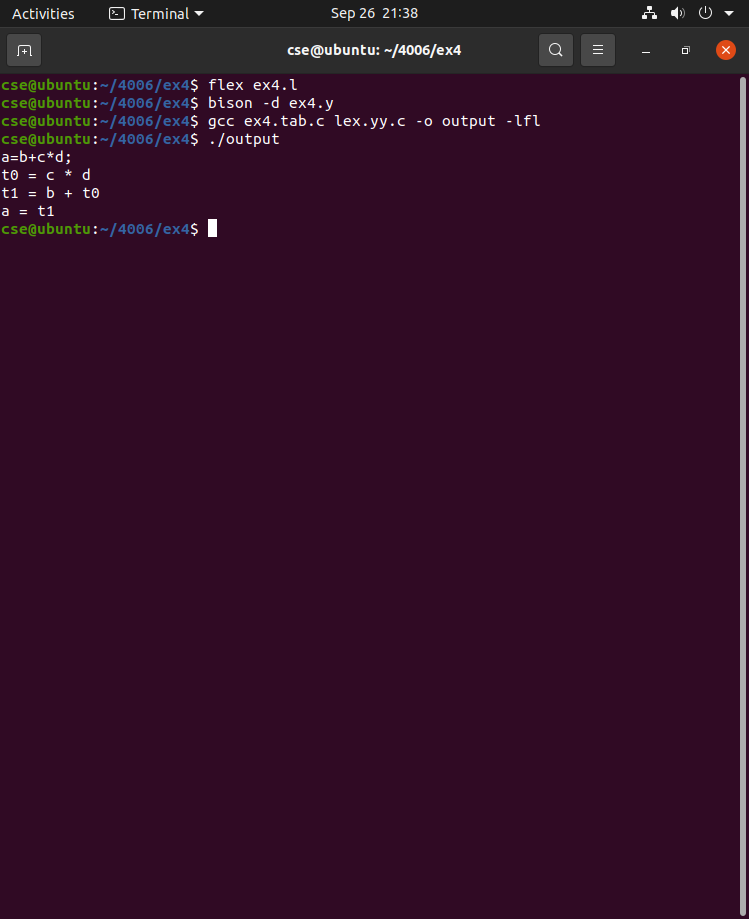 Activities Terminal Sep 26 21:38
cse@ubuntu: ~/4006/ex4
cse@ubuntu:~/4006/ex4$ flex ex4.l
cse@ubuntu:~/4006/ex4$ bison -d ex4.y
cse@ubuntu:~/4006/ex4$ gcc ex4.tab.c lex.yy.c -o output -lfl
cse@ubuntu:~/4006/ex4$ ./output
a=b+c*d;
t0 = c * d
t1 = b + t0
a = t1
cse@ubuntu:~/4006/ex4$